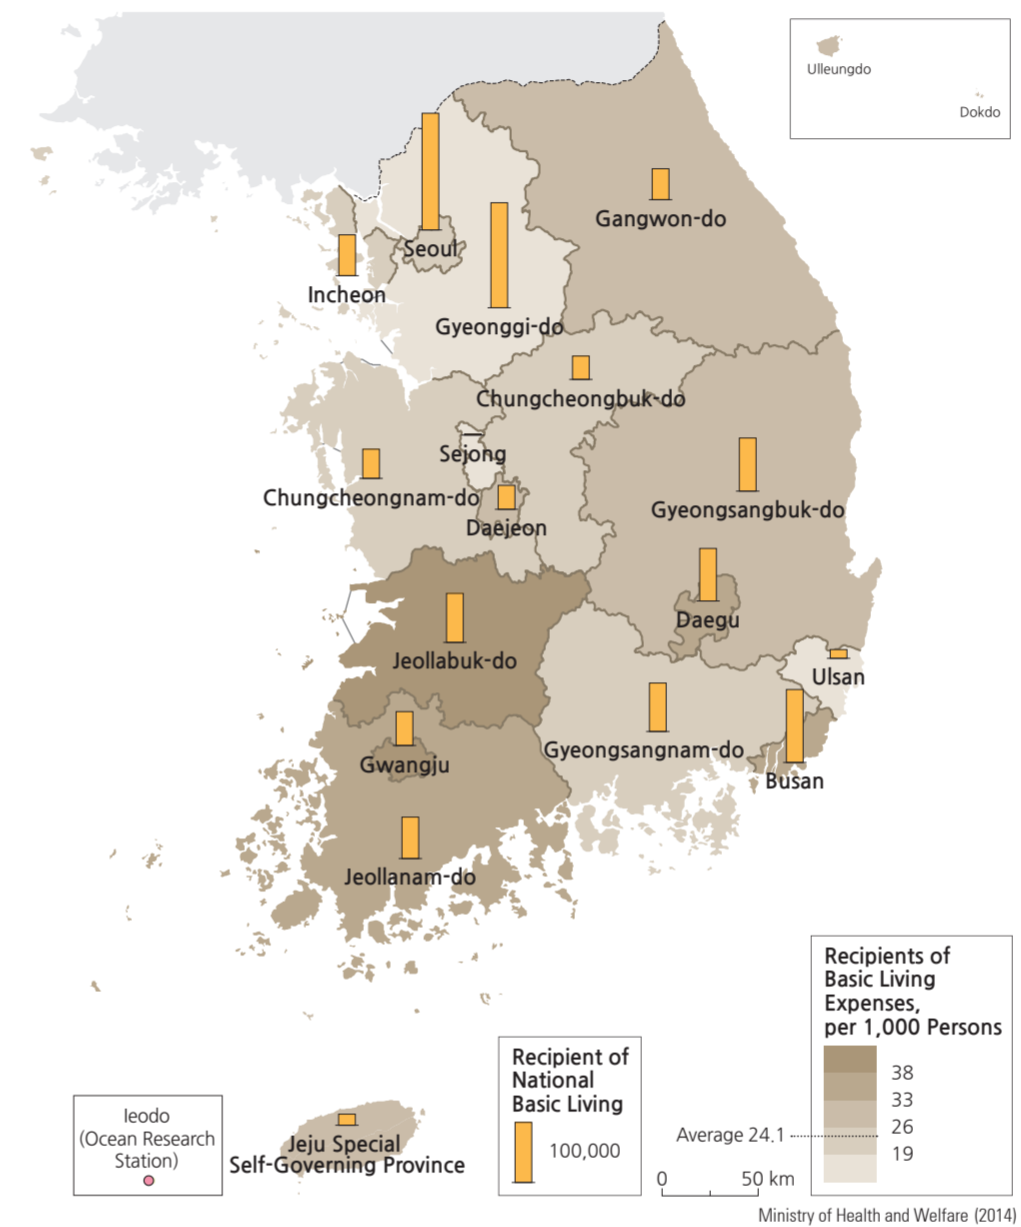 Ulleungdo
Dokdo
Gangwon-do
Seoul
Incheon
Gyeonggi-do
Chungcheongbuk-do
Sejong
Chungcheongnam-do
Gyeongsangbuk-do
Daejeon
Daegu
Jeollabuk-do
Ulsan
Gyeongsangnam-do
Gwangju
Busan
Jeollanam-do
Recipients of
Basic Living
Expenses,
per 1,000 Persons
38
33
26
Average 24.1
19
Recipient of
National
Basic Living
100,000
0 50 km
Ieodo
(Ocean Research
Station)
Jeju Special
Self-Governing Province
Ministry of Health and Welfare (2014)